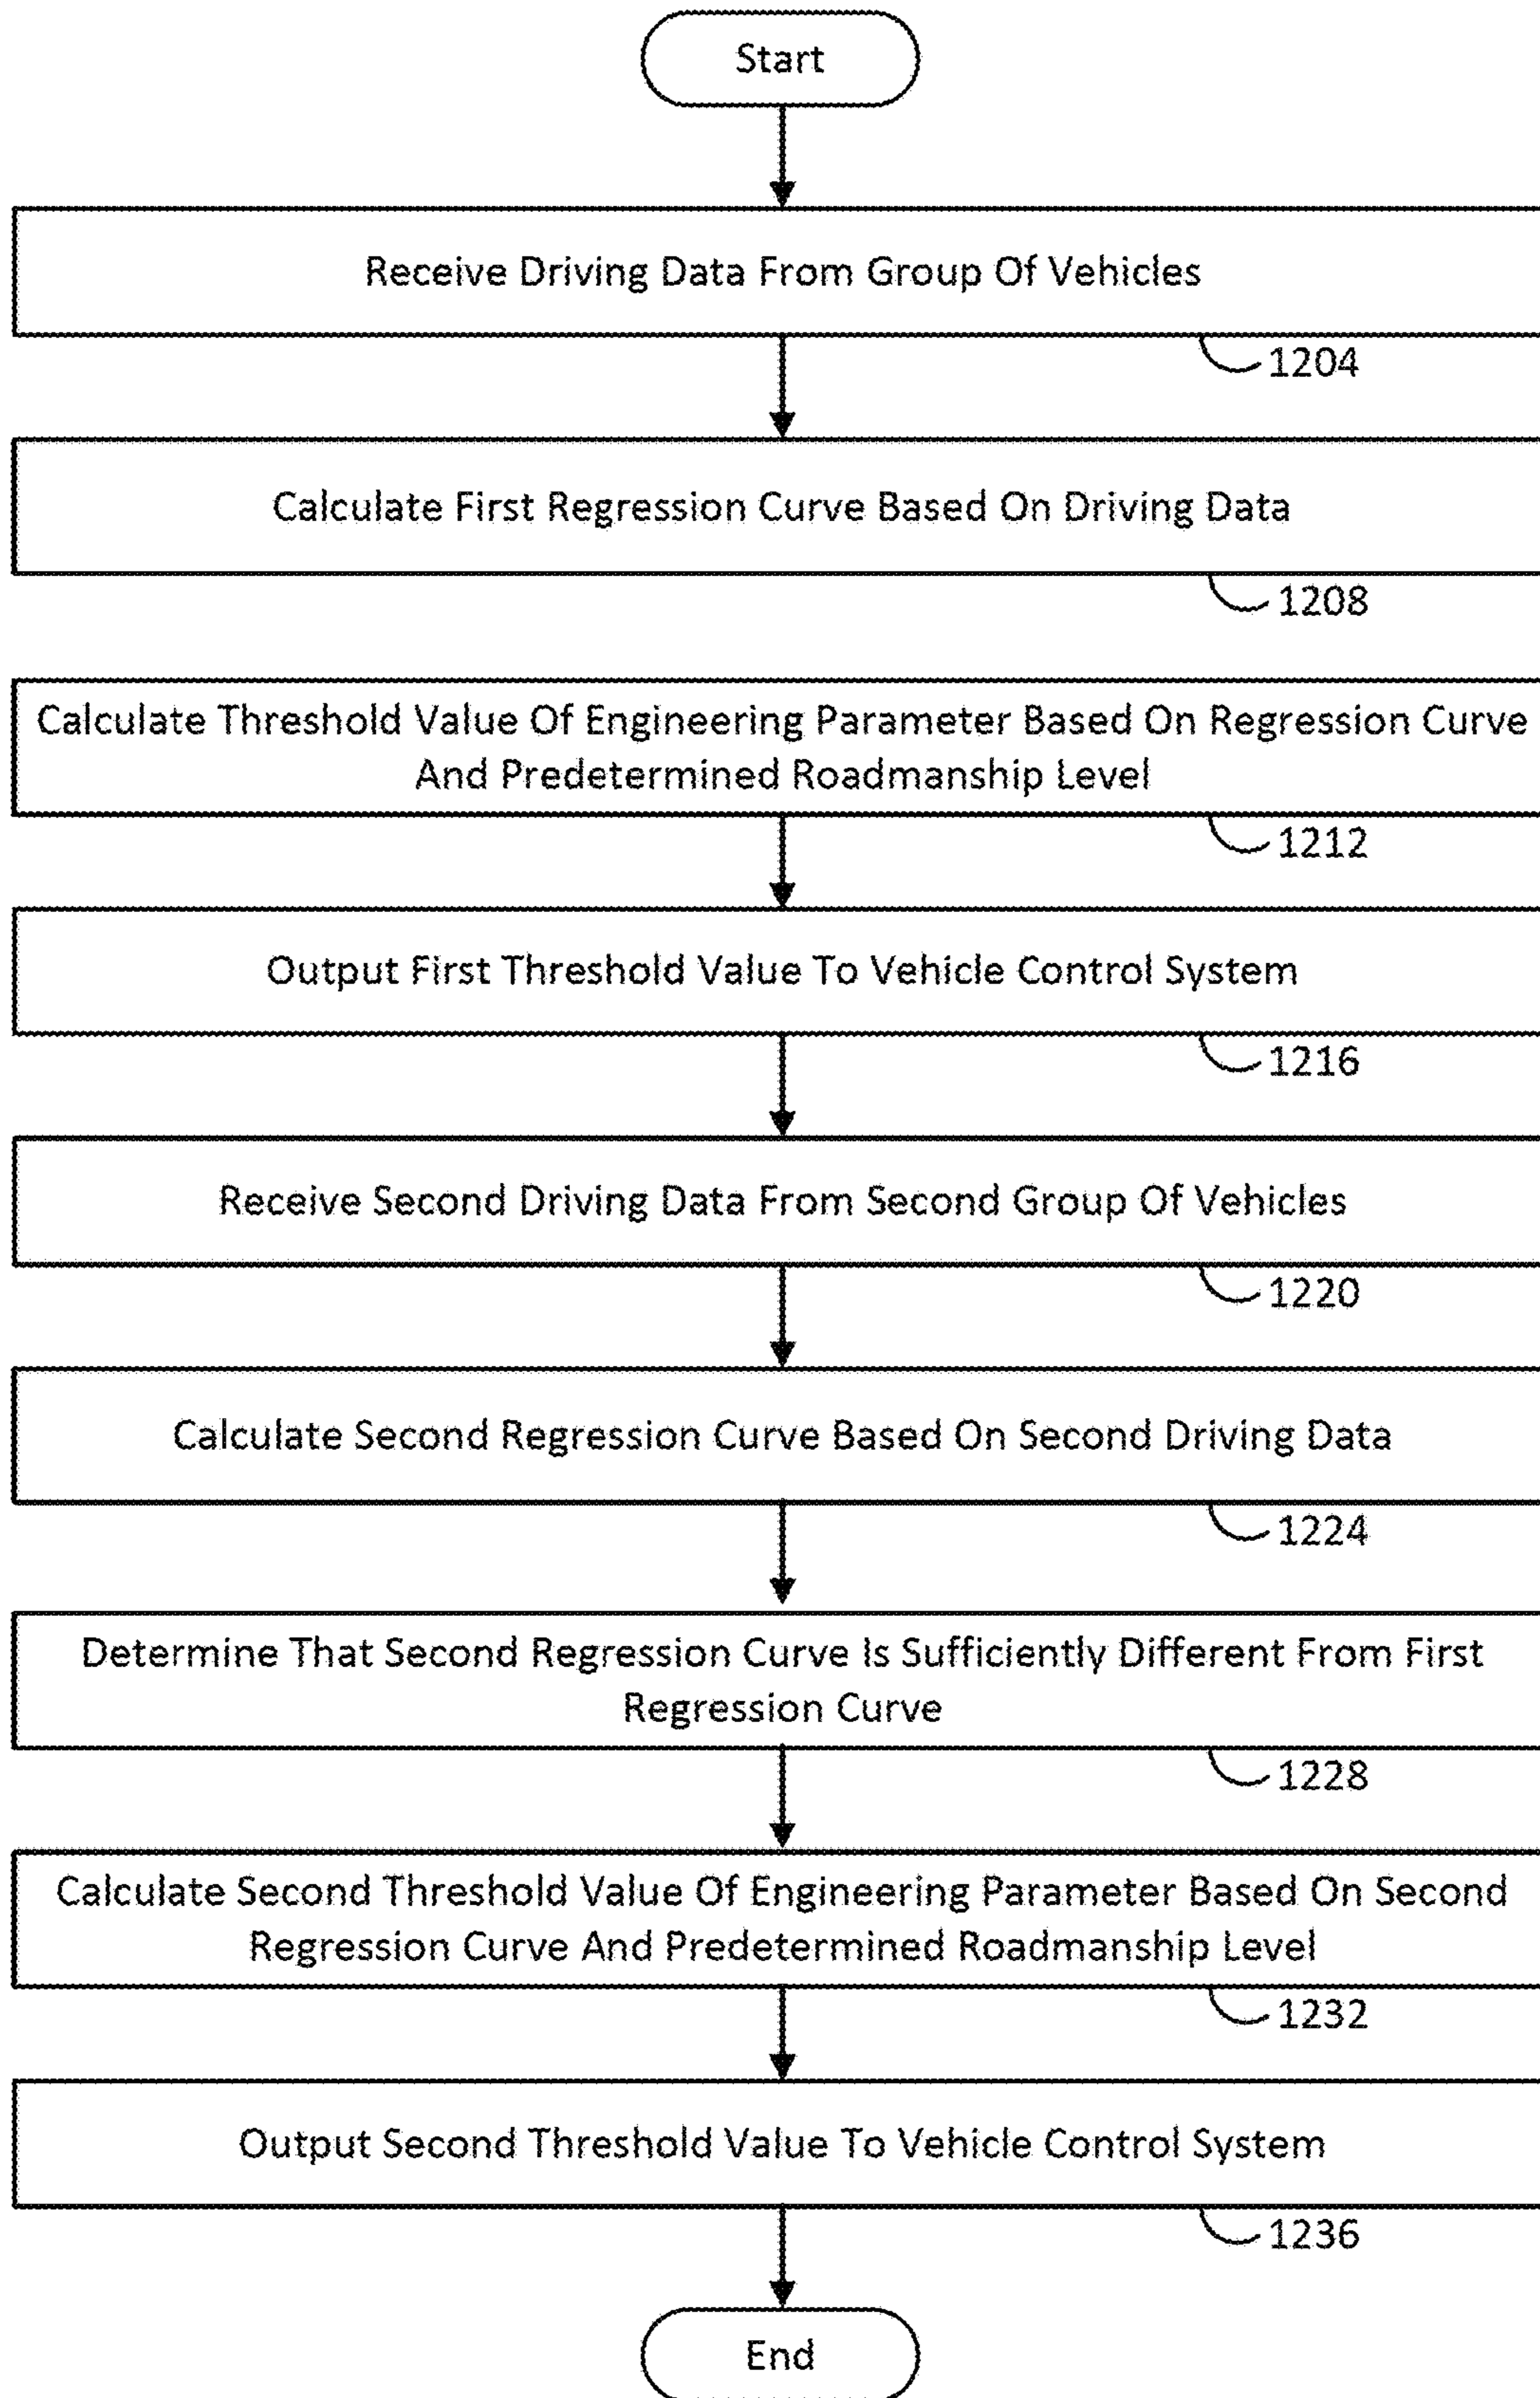 Start
Receive Driving Data From Group Of Vehicles
1204
Calculate First Regression Curve Based On Driving Data
1208
Calculate Threshold Value Of Engineering Parameter Based On Regression Curve
And Predetermined Roadmanship Level
1212
Output First Threshold Value To Vehicle Control System
1216
Receive Second Driving Data From Second Group Of Vehicles
1220
Calculate Second Regression Curve Based On Second Driving Data
1224
Determine That Second Regression Curve Is Sufficiently Different From First
Regression Curve
1228
Calculate Second Threshold Value Of Engineering Parameter Based On Second
Regression Curve And Predetermined Roadmanship Level
1232
Output Second Threshold Value To Vehicle Control System
1236
End